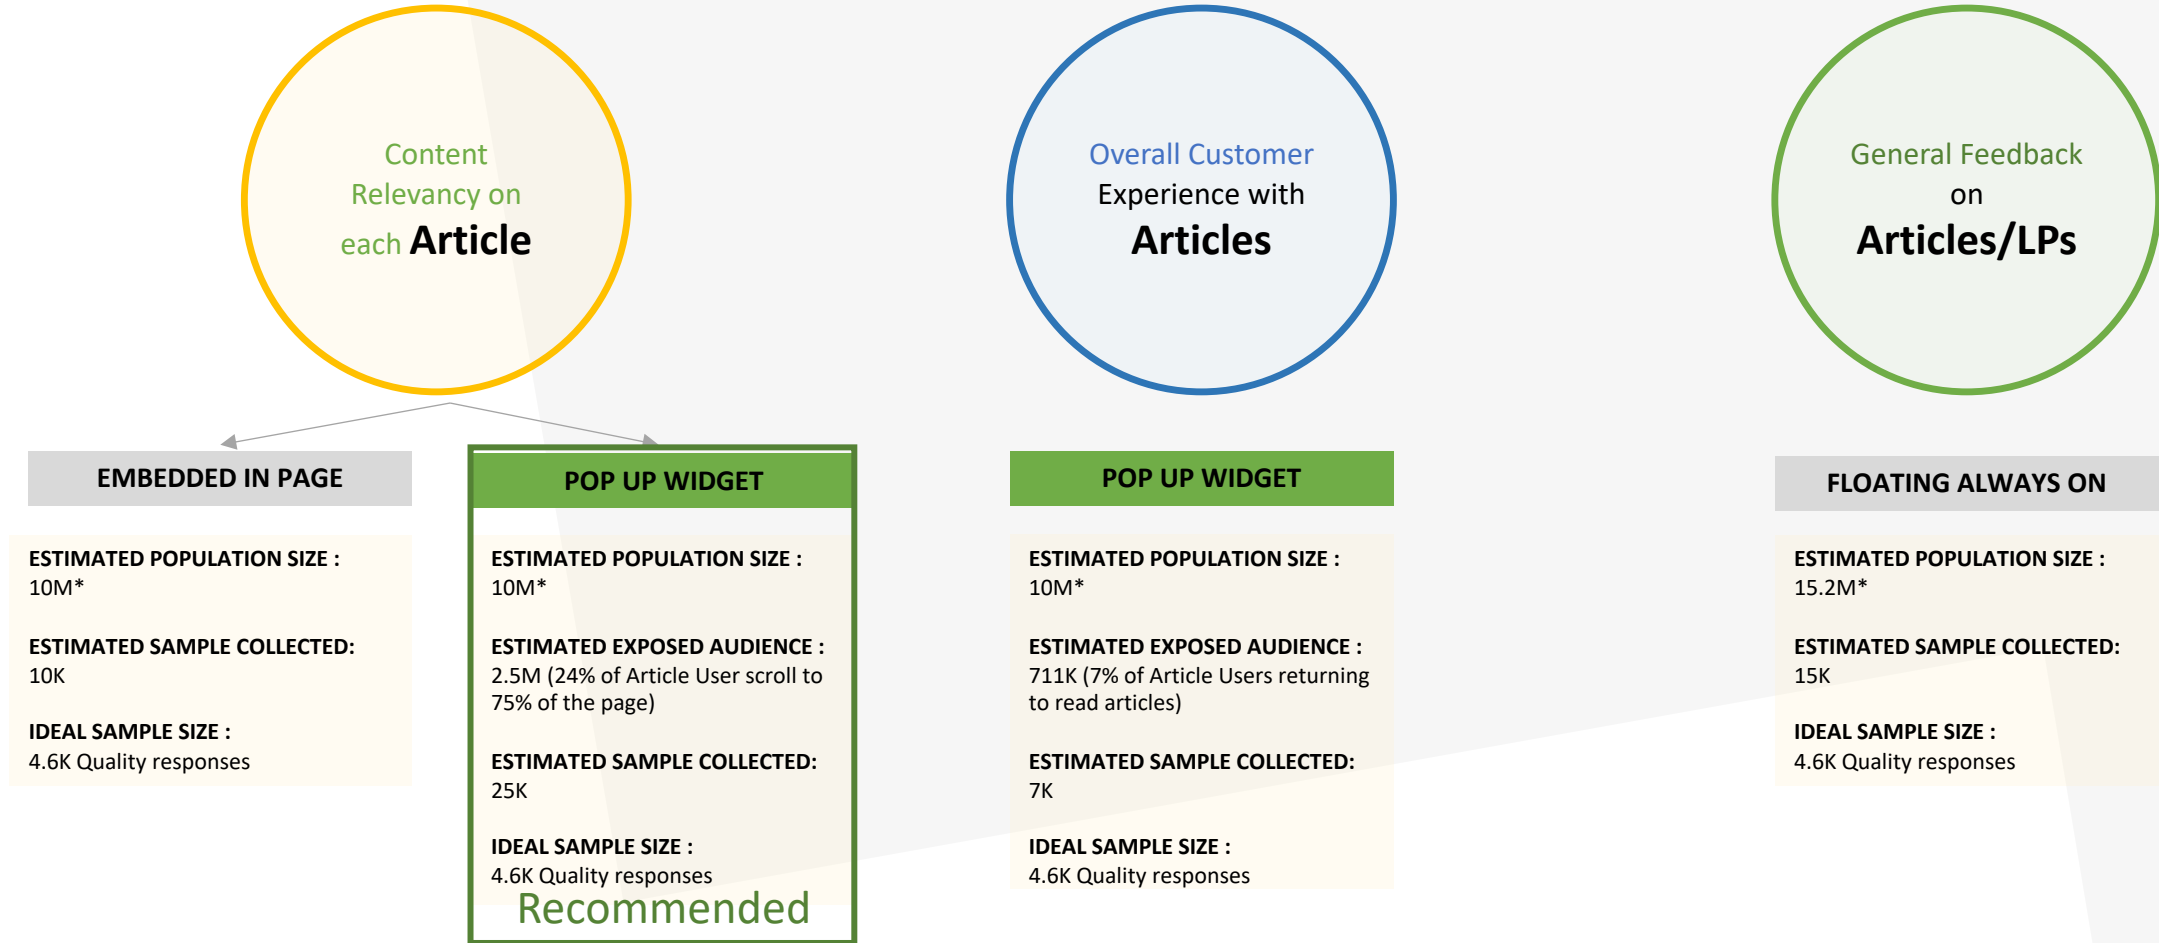 Content
Relevancy on
each Article
Overall Customer
Experience with
Articles
General Feedback
on
Articles/LPs
EMBEDDED IN PAGE
ESTIMATED POPULATION SIZE :
10M*
ESTIMATED SAMPLE COLLECTED:
10K
IDEAL SAMPLE SIZE :
4.6K Quality responses
POP UP WIDGET
ESTIMATED POPULATION SIZE :
10M*
ESTIMATED EXPOSED AUDIENCE :
2.5M (24% of Article User scroll to
75% of the page)
ESTIMATED SAMPLE COLLECTED:
25K
IDEAL SAMPLE SIZE :
4.6K Quality responses
Recommended
POP UP WIDGET
ESTIMATED POPULATION SIZE :
10M*
ESTIMATED EXPOSED AUDIENCE :
711K (7% of Article Users returning
to read articles)
ESTIMATED SAMPLE COLLECTED:
7K
IDEAL SAMPLE SIZE :
4.6K Quality responses
FLOATING ALWAYS ON
ESTIMATED POPULATION SIZE :
15.2M*
ESTIMATED SAMPLE COLLECTED:
15K
IDEAL SAMPLE SIZE :
4.6K Quality responses